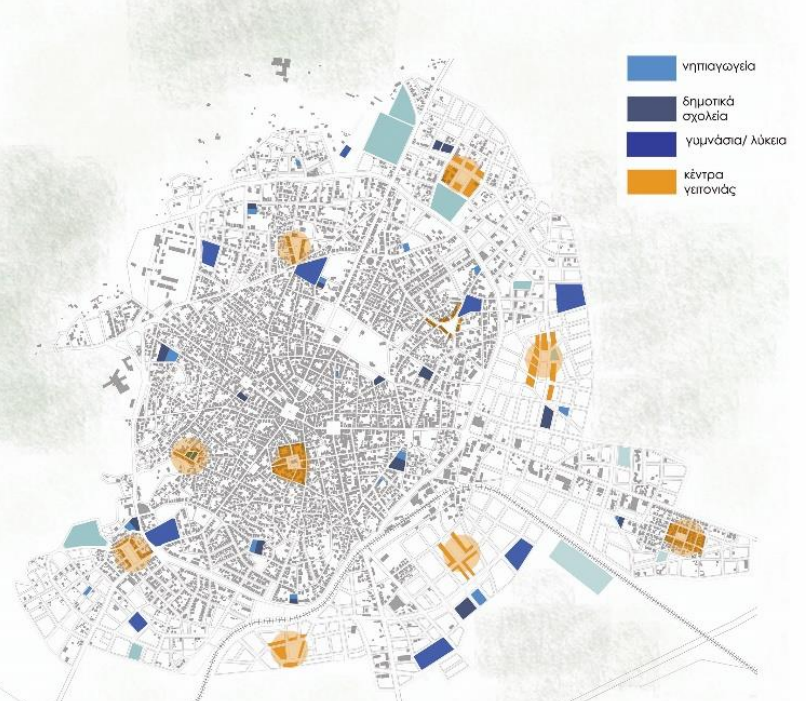 νηπιαγωγεία
δημοτικά
σχολεία
γυμνάσια/ λύκεια
κέντρα
γειτονιάς